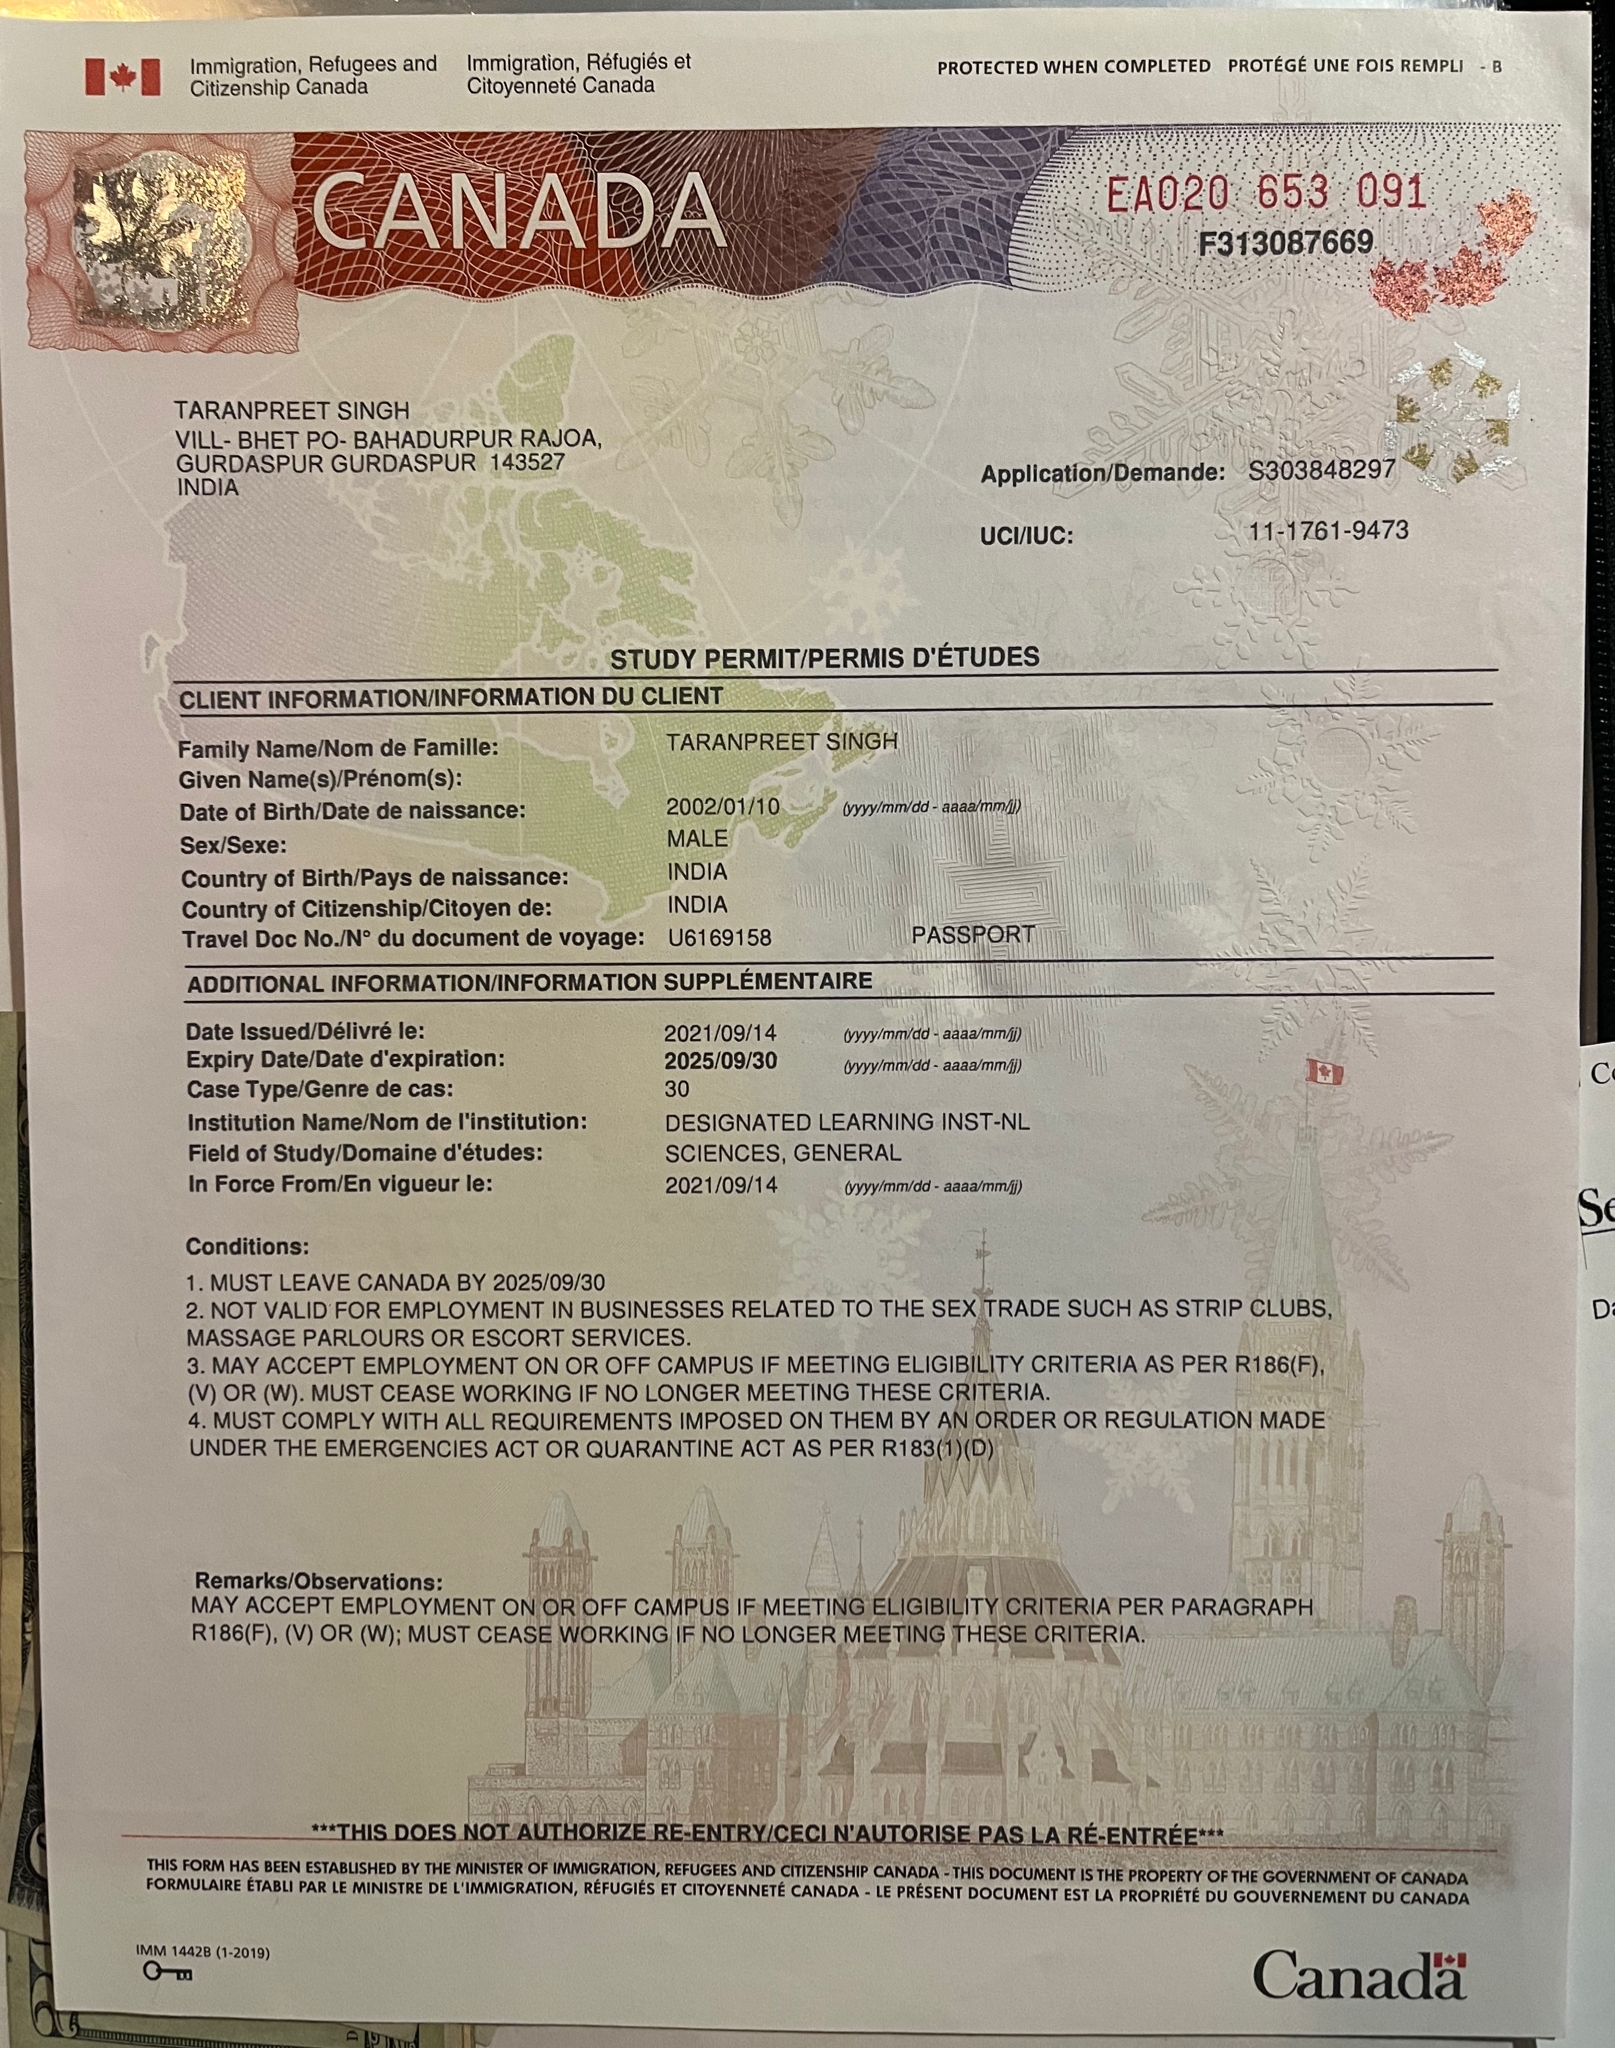 Immigration, Refugees and Citizenship Canada
Immigration, Réfugiés et Citoyenneté Canada
PROTECTED WHEN COMPLETED PROTÉGÉ UNE FOIS REMPLI - B
CANADA
EA020 653 091
F313087669
TARANPREET SINGH
VILL- BHET PO- BAHADURPUR RAJOA,
GURDASPUR GURDASPUR 143527
INDIA
Application/Demande: S303848297
UCI/IUC: 11-1761-9473
STUDY PERMIT/PERMIS D'ÉTUDES
CLIENT INFORMATION/INFORMATION DU CLIENT
Family Name/Nom de Famille: TARANPREET SINGH
Given Name(s)/Prénom(s):
Date of Birth/Date de naissance: 2002/01/10 (yyyy/mm/dd - aaaa/mm/jj)
Sex/Sexe: MALE
Country of Birth/Pays de naissance: INDIA
Country of Citizenship/Citoyen de: INDIA
Travel Doc No./N° du document de voyage: U6169158 PASSPORT
ADDITIONAL INFORMATION/INFORMATION SUPPLÉMENTAIRE
Date Issued/Délivré le: 2021/09/14 (yyyy/mm/dd - aaaa/mm/jj)
Expiry Date/Date d'expiration: 2025/09/30 (yyyy/mm/dd - aaaa/mm/jj)
Case Type/Genre de cas: 30
Institution Name/Nom de l'institution: DESIGNATED LEARNING INST-NL
Field of Study/Domaine d'études: SCIENCES, GENERAL
In Force From/En vigueur le: 2021/09/14 (yyyy/mm/dd - aaaa/mm/jj)
Conditions:
1. MUST LEAVE CANADA BY 2025/09/30
2. NOT VALID FOR EMPLOYMENT IN BUSINESSES RELATED TO THE SEX TRADE SUCH AS STRIP CLUBS,
MASSAGE PARLOURS OR ESCORT SERVICES.
3. MAY ACCEPT EMPLOYMENT ON OR OFF CAMPUS IF MEETING ELIGIBILITY CRITERIA AS PER R186(F),
(V) OR (W). MUST CEASE WORKING IF NO LONGER MEETING THESE CRITERIA.
4. MUST COMPLY WITH ALL REQUIREMENTS IMPOSED ON THEM BY AN ORDER OR REGULATION MADE
UNDER THE EMERGENCIES ACT OR QUARANTINE ACT AS PER R183(1)(D)
Remarks/Observations:
MAY ACCEPT EMPLOYMENT ON OR OFF CAMPUS IF MEETING ELIGIBILITY CRITERIA PER PARAGRAPH
R186(F), (V) OR (W); MUST CEASE WORKING IF NO LONGER MEETING THESE CRITERIA.
***THIS DOES NOT AUTHORIZE RE-ENTRY/CECI N'AUTORISE PAS LA RÉ-ENTRÉE***
THIS FORM HAS BEEN ESTABLISHED BY THE MINISTER OF IMMIGRATION, REFUGEES AND CITIZENSHIP CANADA - THIS DOCUMENT IS THE PROPERTY OF THE GOVERNMENT OF CANADA
FORMULAIRE ÉTABLI PAR LE MINISTRE DE L'IMMIGRATION, RÉFUGIÉS ET CITOYENNETÉ CANADA - LE PRÉSENT DOCUMENT EST LA PROPRIÉTÉ DU GOUVERNEMENT DU CANADA
IMM 1442B (1-2019)
Canada